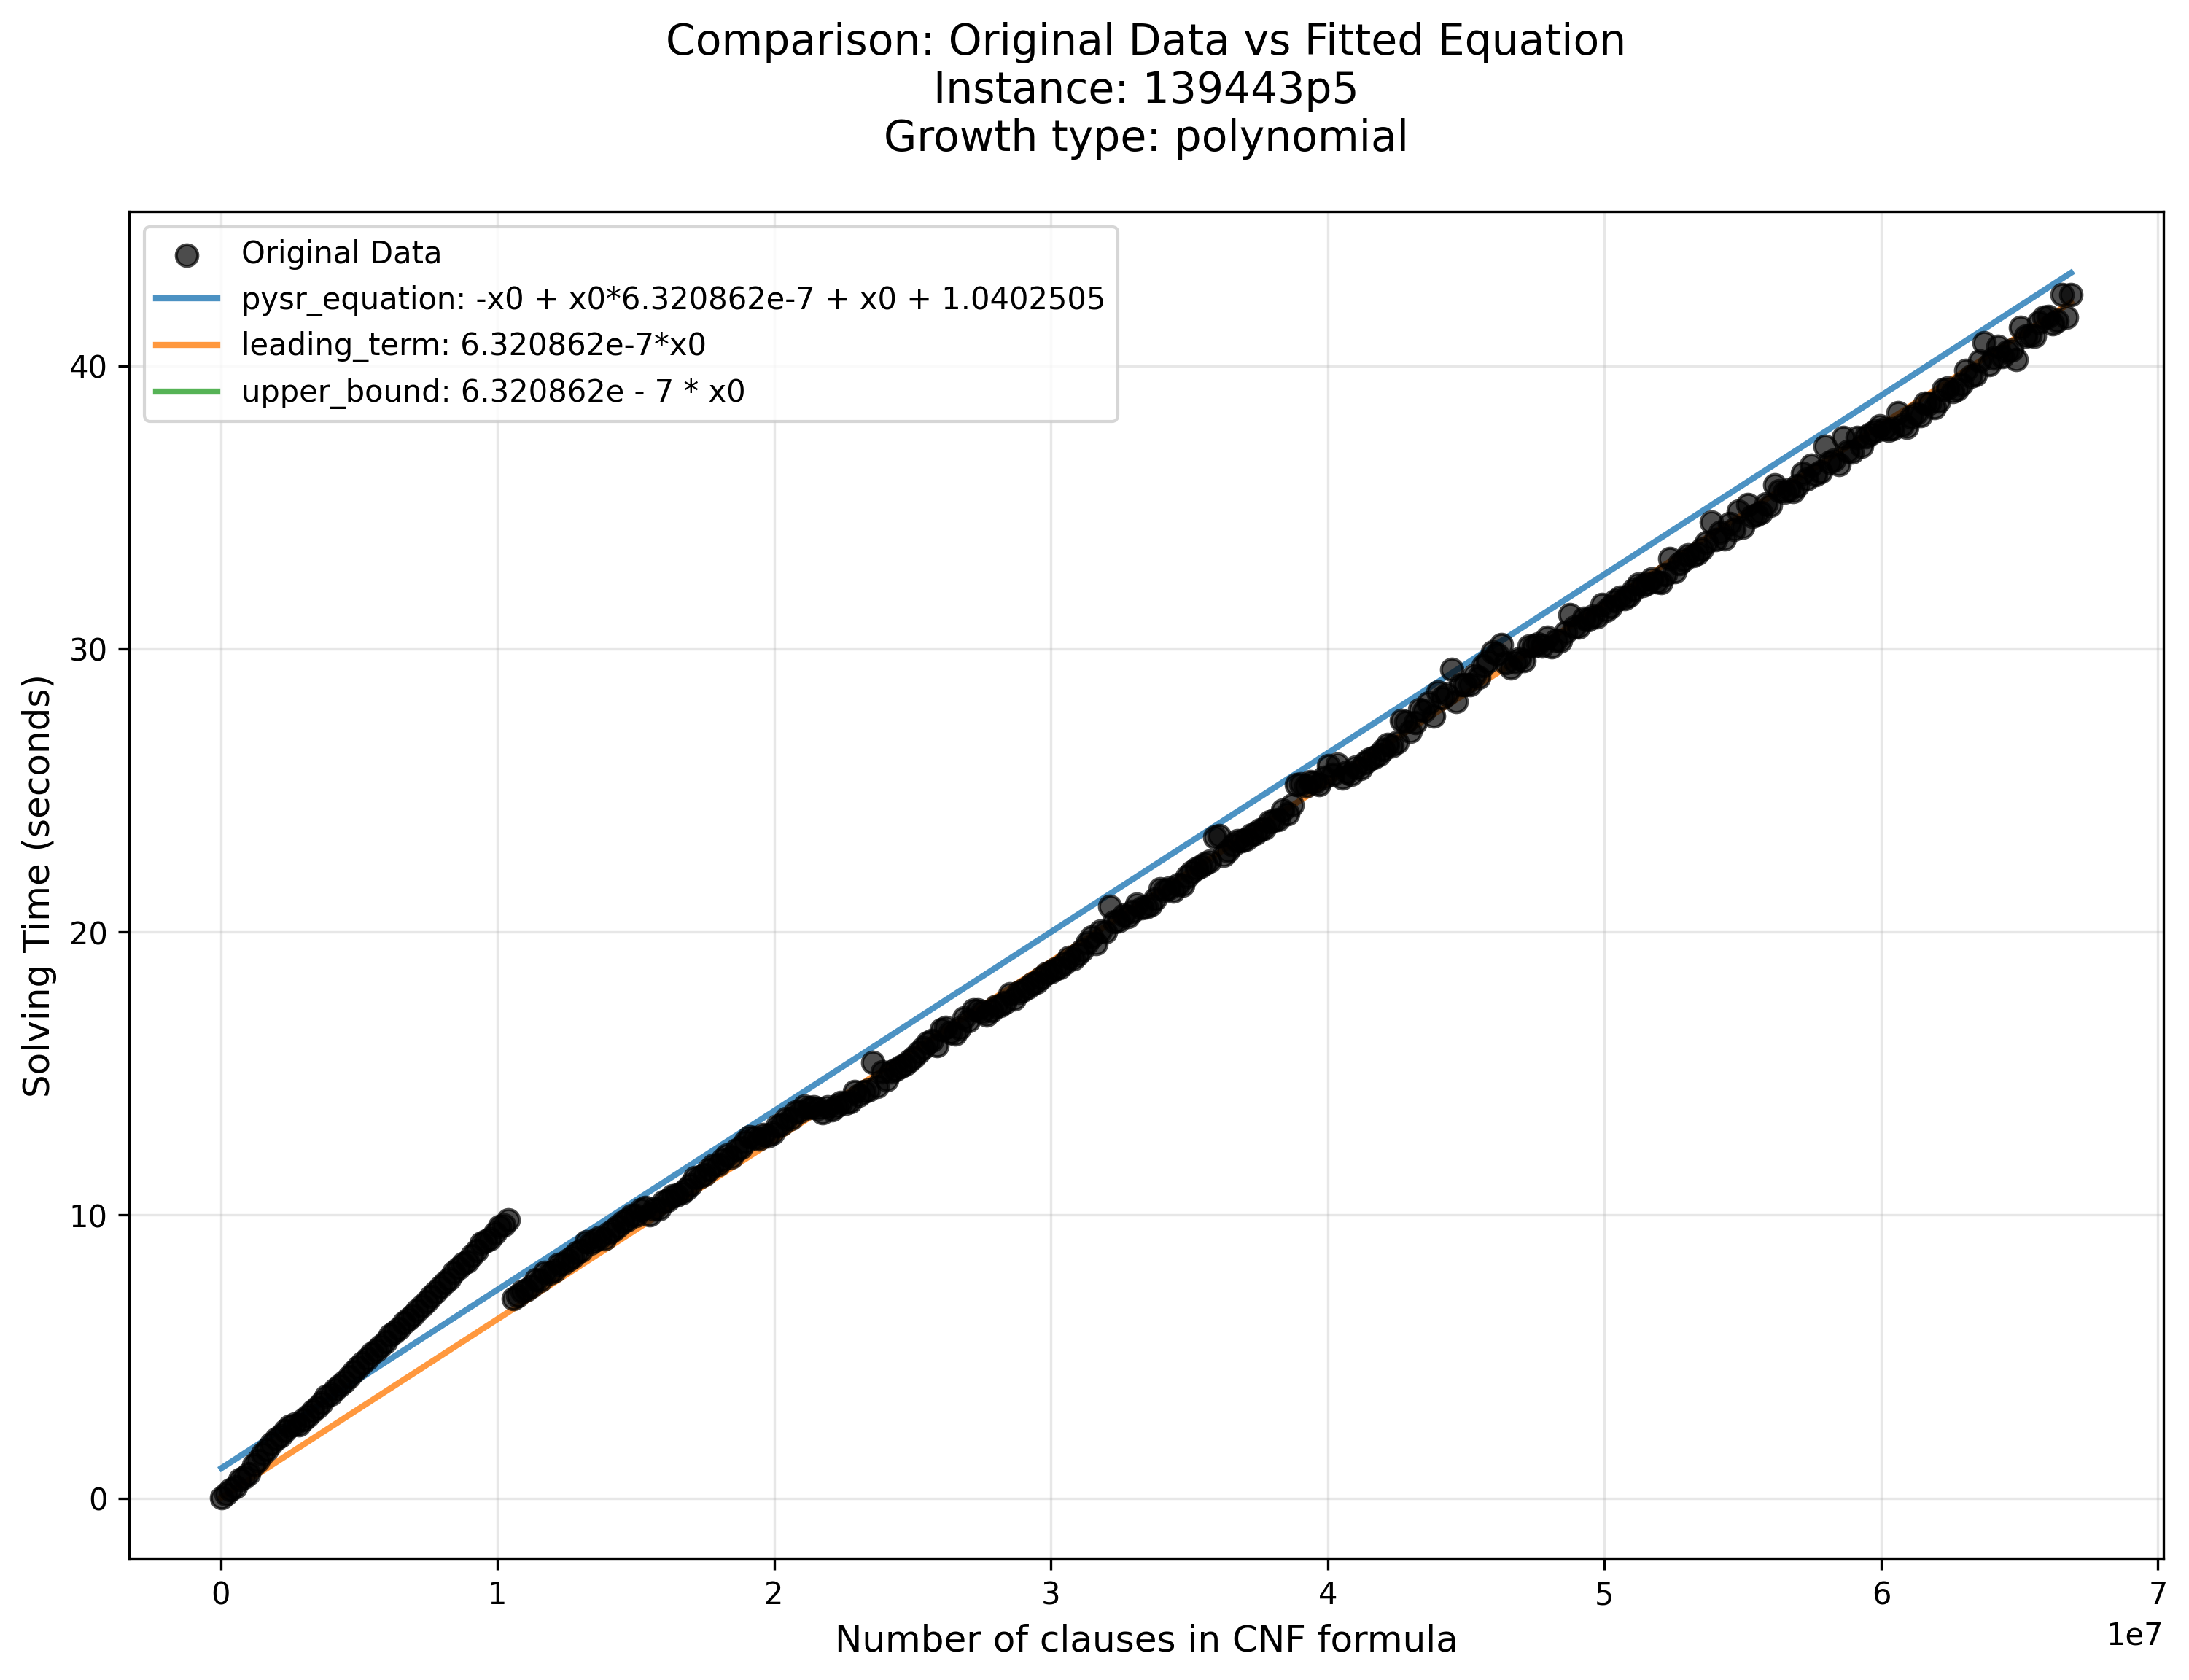 Comparison: Original Data vs Fitted Equation
Instance: 139443p5
Growth type: polynomial
Original Data
pysr_equation: -x0 + x0*6.320862e-7 + x0 + 1.0402505
leading_term: 6.320862e-7*x0
upper_bound: 6.320862e - 7 * x0
Solving Time (seconds)
40
30
20
10
0
0 1 2 3 4 5 6 7
1e7
Number of clauses in CNF formula